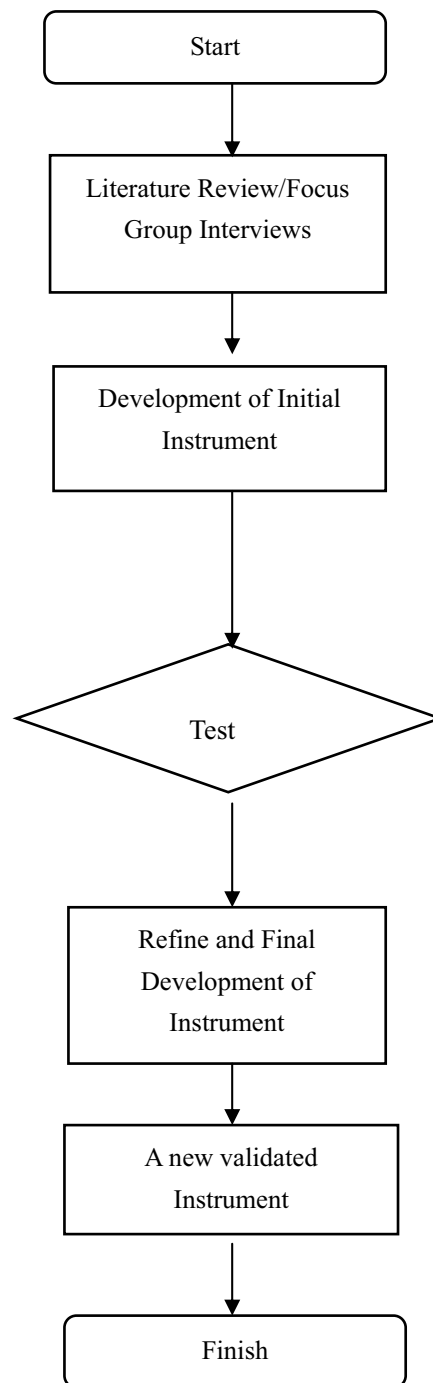 Start
Literature Review/Focus
Group Interviews
Development of Initial
Instrument
Test
Refine and Final
Development of
Instrument
A new validated
Instrument
Finish